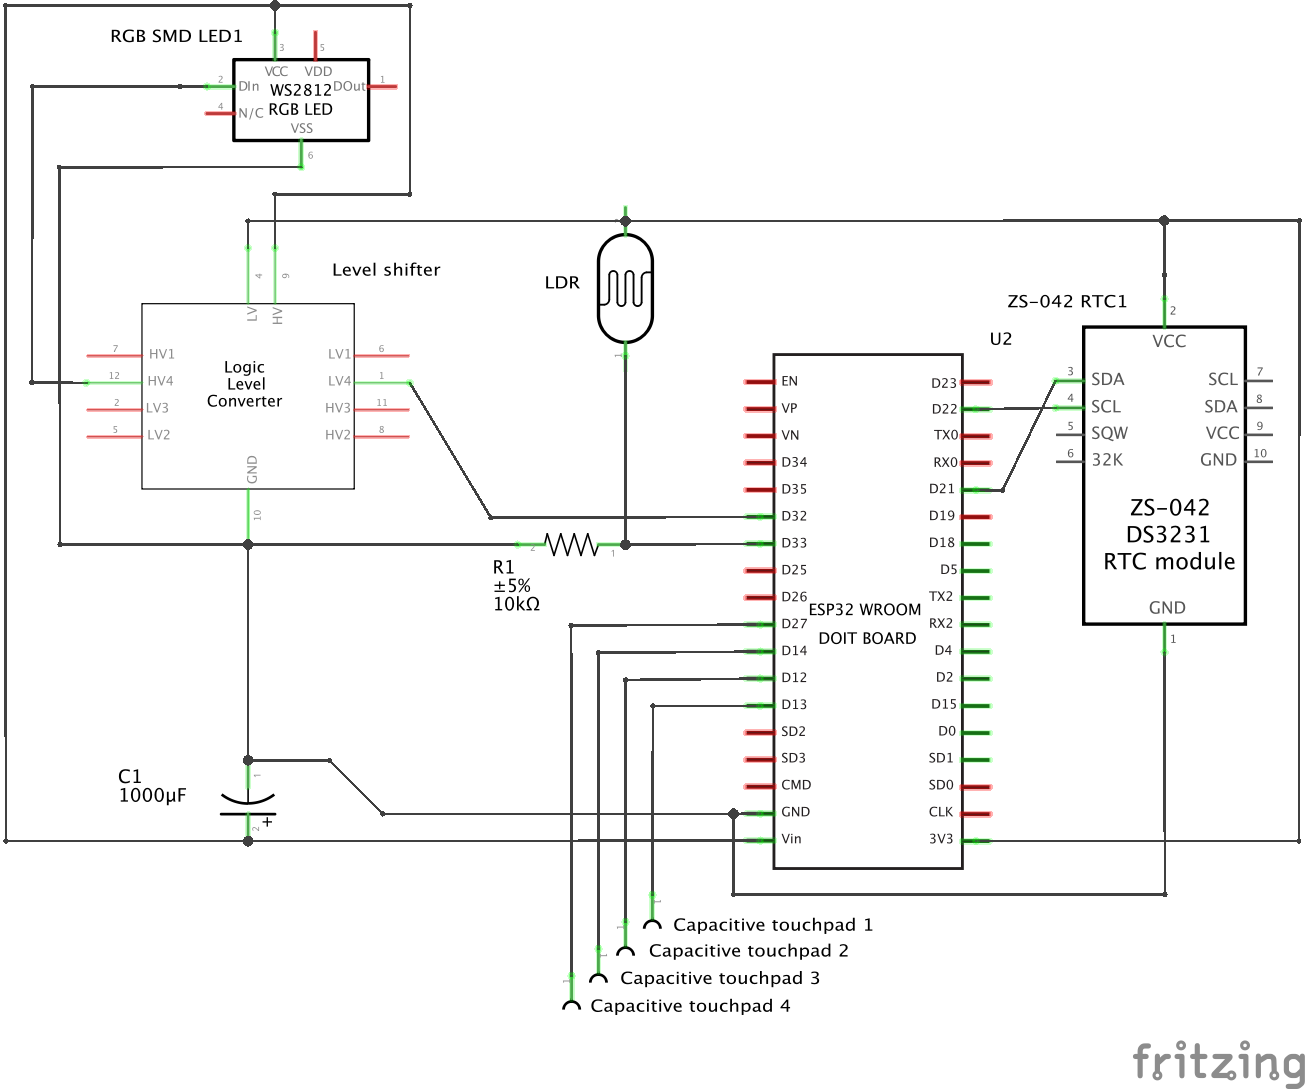 RGB SMD LED1
3
5
VCC
VDD
2
DIn
WS2812
DOut
1
4
N/C
RGB LED
VSS
6
Level shifter
4
9
LV
HV
7
HV1
LV1
6
12
HV4
LV4
1
2
LV3
HV3
11
5
LV2
HV2
8
Logic
Level
Converter
GND
10
LDR
1
2
1
R1
±5%
10kΩ
C1
1000µF
1
2
+
U2
EN
VP
VN
D34
D35
D32
D33
D25
D26
D27
D14
D12
D13
SD2
SD3
CMD
GND
Vin
ESP32 WROOM
DOIT BOARD
D23
D22
TX0
RX0
D21
D19
D18
D5
TX2
RX2
D4
D2
D15
D0
SD1
SD0
CLK
3V3
ZS-042 RTC1
2
VCC
3
SDA
SCL
7
4
SCL
SDA
8
5
SQW
VCC
9
6
32K
GND
10
ZS-042
DS3231
RTC module
GND
1
1
Capacitive touchpad 1
1
Capacitive touchpad 2
1
Capacitive touchpad 3
1
Capacitive touchpad 4
fritzing